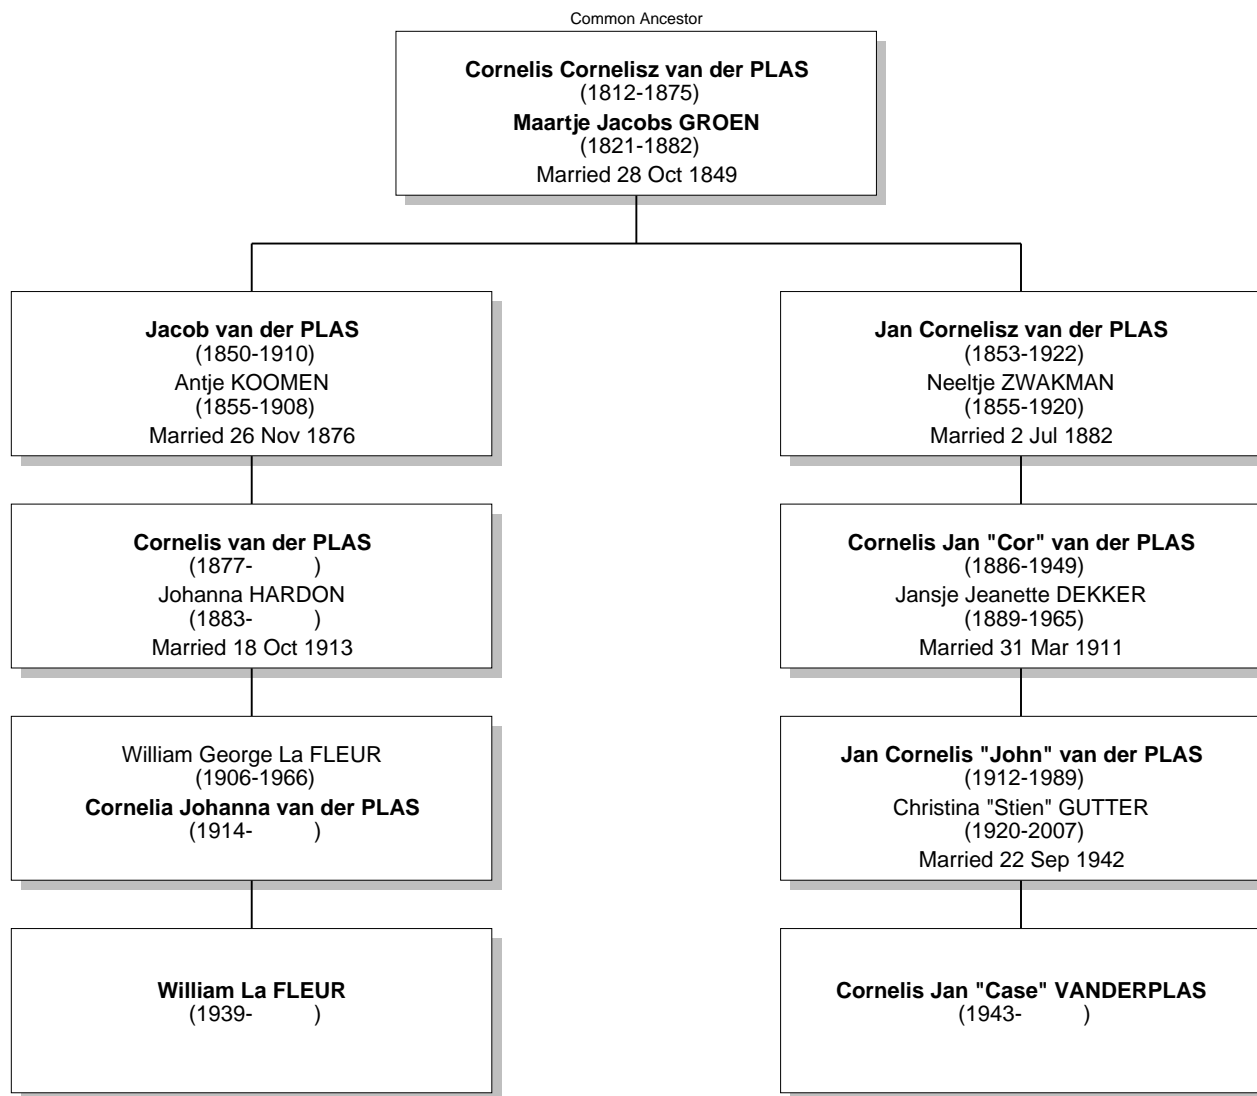 Common Ancestor
Cornelis Cornelisz van der PLAS
(1812-1875)
Maartje Jacobs GROEN
(1821-1882)
Married 28 Oct 1849
Jacob van der PLAS
(1850-1910)
Antje KOOMEN
(1855-1908)
Married 26 Nov 1876
Jan Cornelisz van der PLAS
(1853-1922)
Neeltje ZWAKMAN
(1855-1920)
Married 2 Jul 1882
Cornelis van der PLAS
(1877- )
Johanna HARDON
(1883- )
Married 18 Oct 1913
Cornelis Jan "Cor" van der PLAS
(1886-1949)
Jansje Jeanette DEKKER
(1889-1965)
Married 31 Mar 1911
William George La FLEUR
(1906-1966)
Cornelia Johanna van der PLAS
(1914- )
Jan Cornelis "John" van der PLAS
(1912-1989)
Christina "Stien" GUTTER
(1920-2007)
Married 22 Sep 1942
William La FLEUR
(1939- )
Cornelis Jan "Case" VANDERPLAS
(1943- )